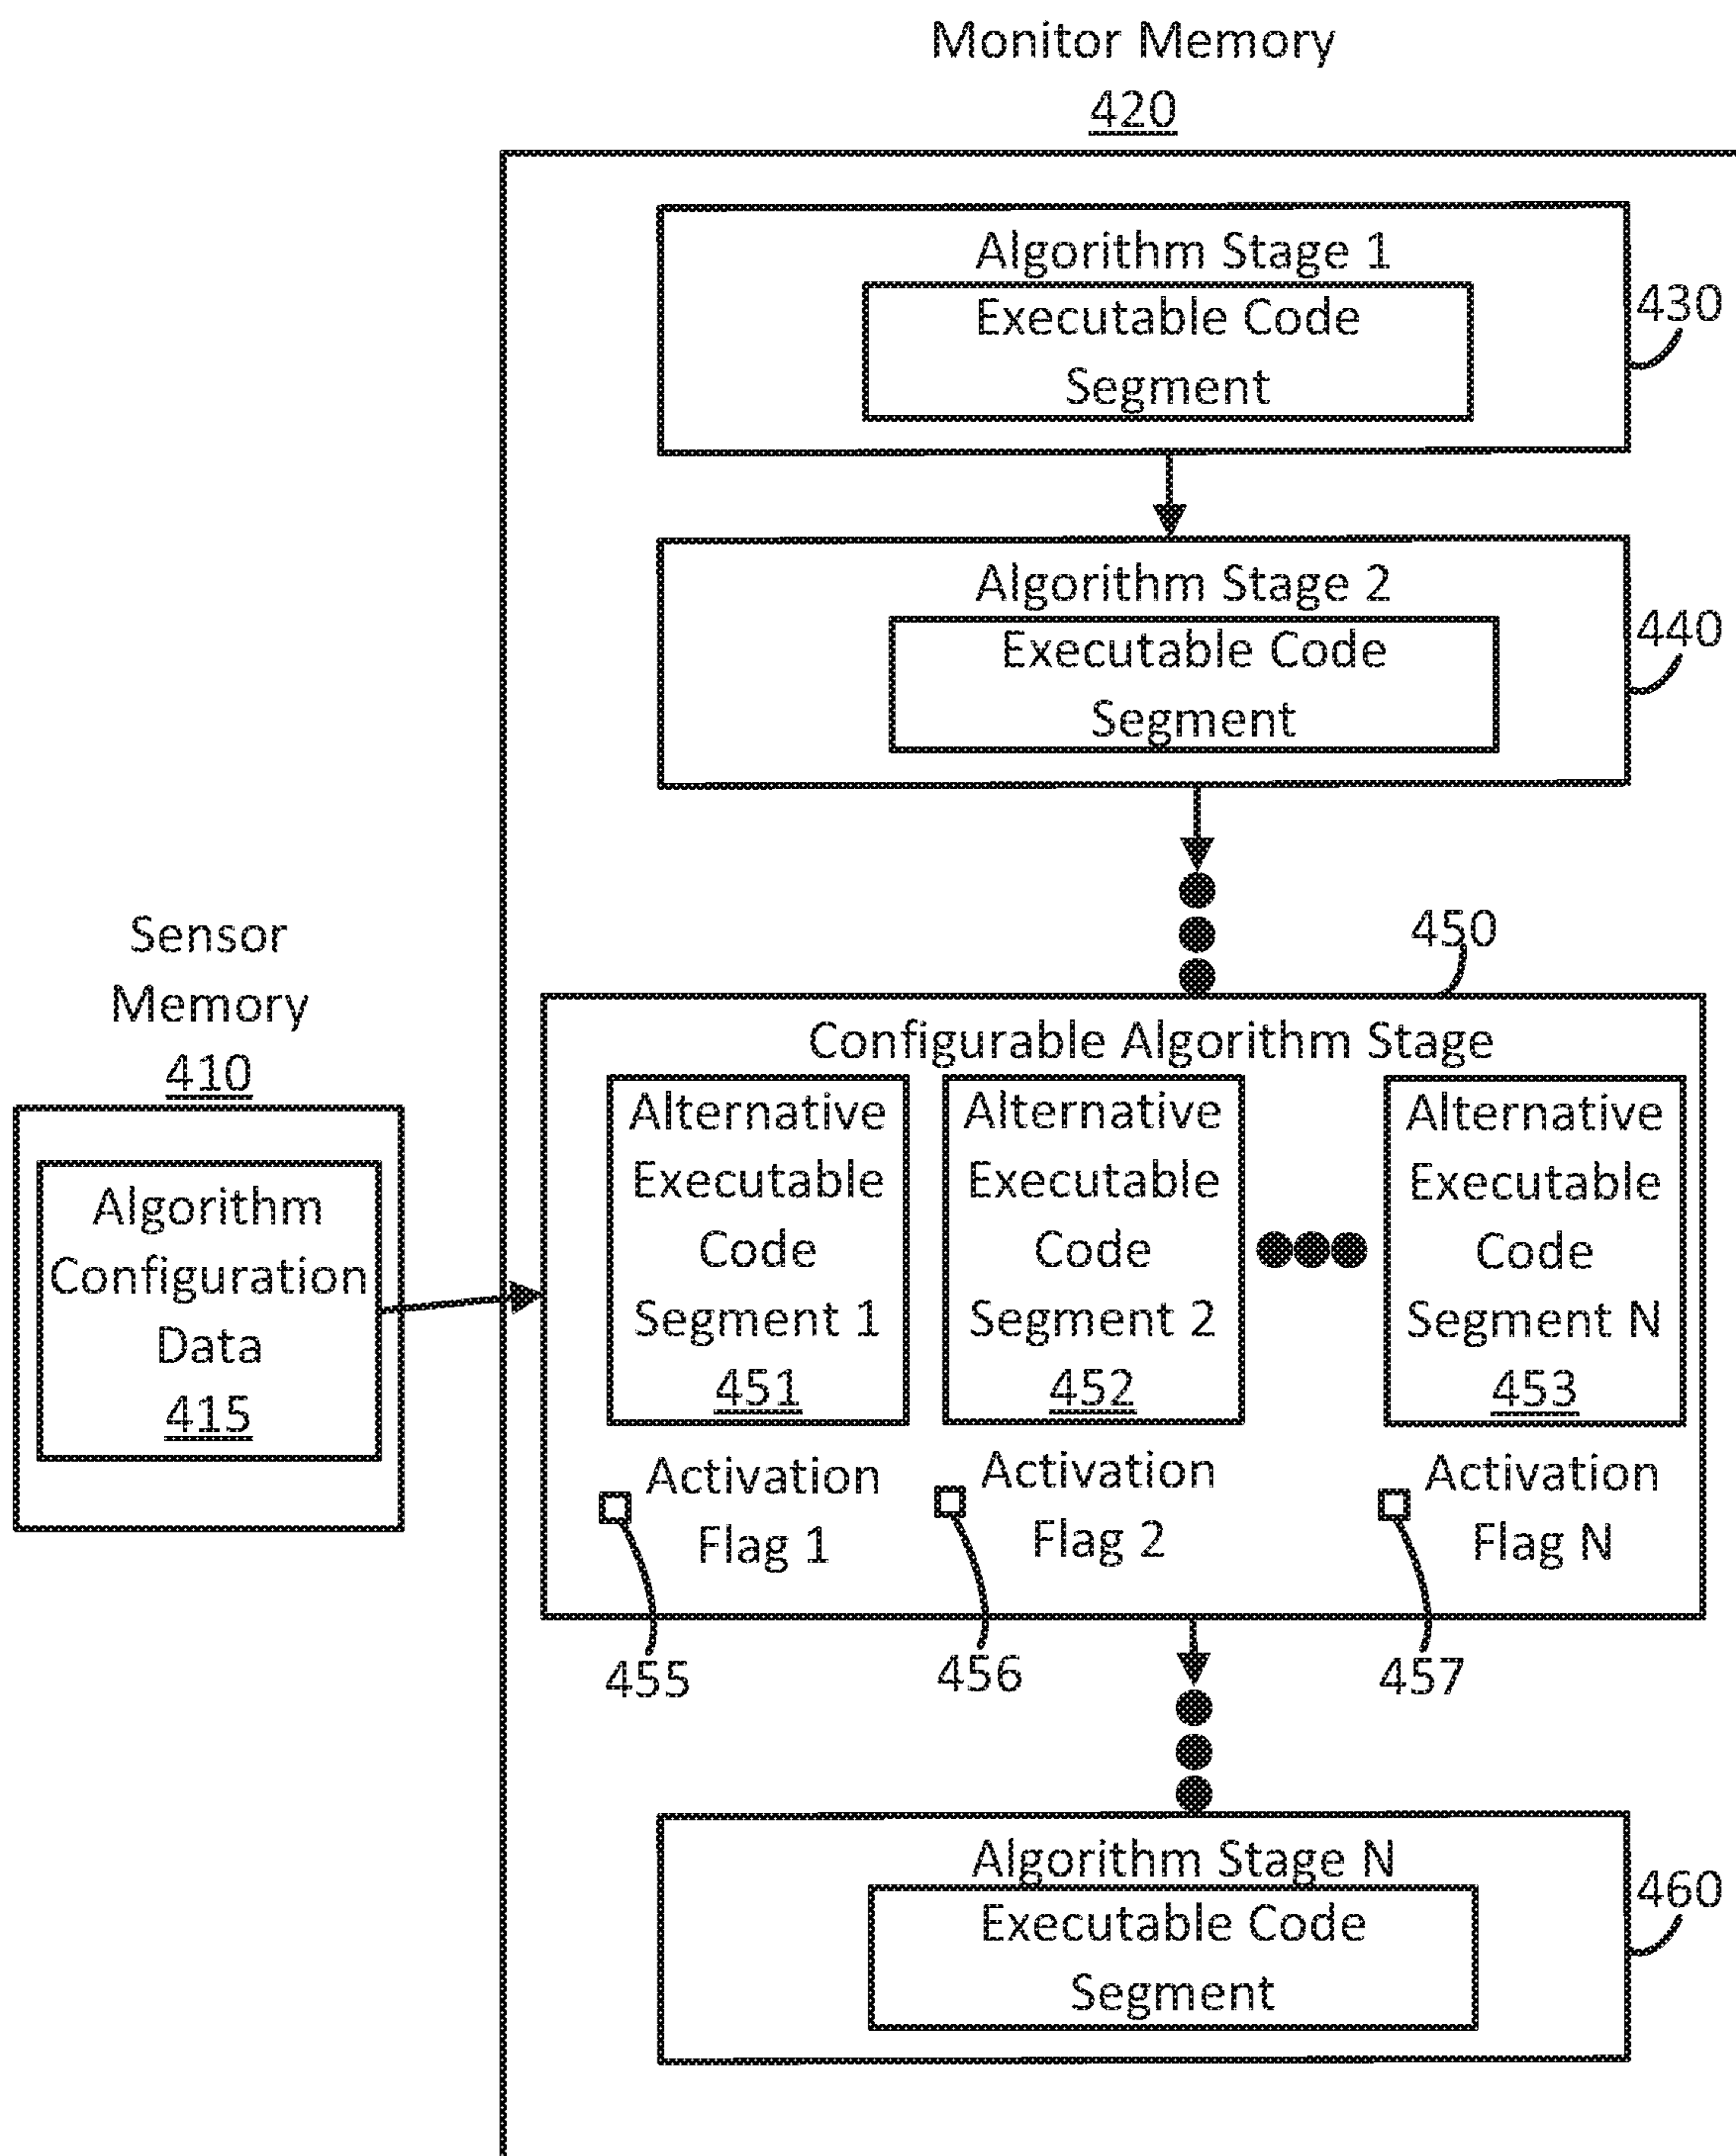 Monitor Memory
420
Algorithm Stage 1
Executable Code
Segment
430
Algorithm Stage 2
Executable Code
Segment
440
Sensor
Memory
410
Algorithm
Configuration
Data
415
450
Configurable Algorithm Stage
Alternative
Executable
Code
Segment 1
451
Alternative
Executable
Code
Segment 2
452
Alternative
Executable
Code
Segment N
453
Activation
Flag 1
Activation
Flag 2
Activation
Flag N
455
456
457
Algorithm Stage N
Executable Code
Segment
460